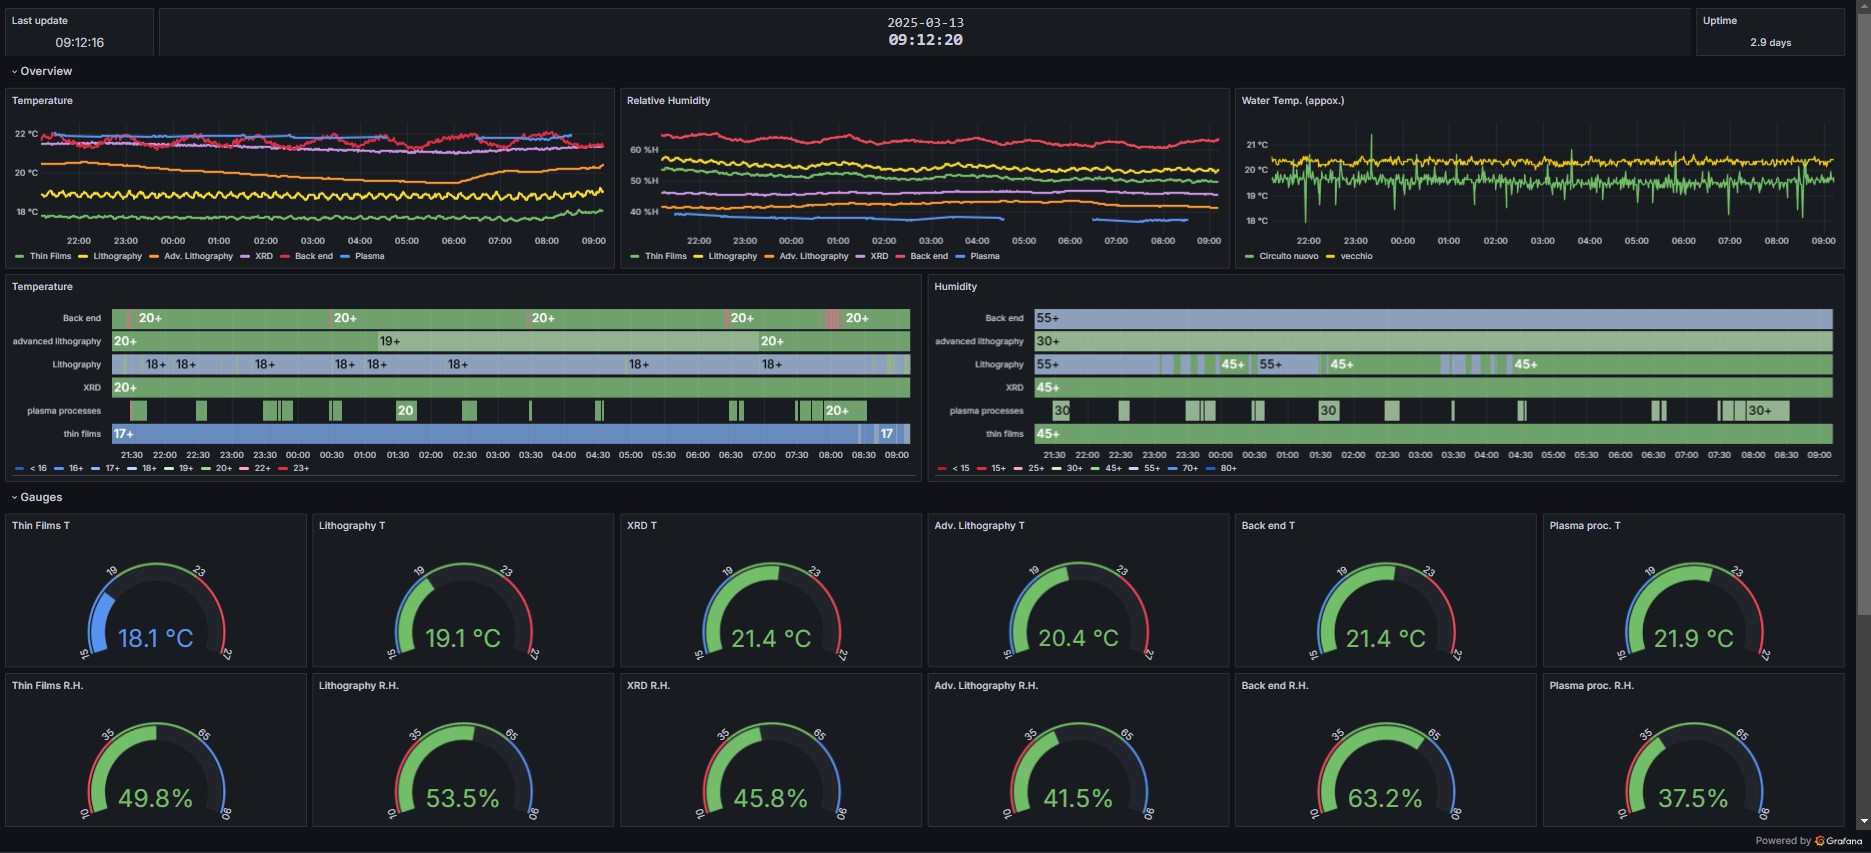 Last update
09:12:16
2025-03-13
09:12:20
Uptime
2.9 days
Overview
Temperature
22 °C
20 °C
18 °C
22:00 23:00 00:00 01:00 02:00 03:00 04:00 05:00 06:00 07:00 08:00 09:00
Thin Films Lithography Adv. Lithography XRD Back end Plasma
Relative Humidity
60 %H
50 %H
40 %H
22:00 23:00 00:00 01:00 02:00 03:00 04:00 05:00 06:00 07:00 08:00 09:00
Thin Films Lithography Adv. Lithography XRD Back end Plasma
Water Temp. (appox.)
21 °C
20 °C
19 °C
18 °C
22:00 23:00 00:00 01:00 02:00 03:00 04:00 05:00 06:00 07:00 08:00 09:00
Circuito nuovo vecchio
Temperature
Back end 20+ 20+ 20+ 20+ 20+
advanced lithography 20+ 19+ 20+
Lithography 18+ 18+ 18+ 18+ 18+ 18+ 18+ 18+
XRD 20+
plasma processes 20 20+
thin films 17+ 17
21:30 22:00 22:30 23:00 23:30 00:00 00:30 01:00 01:30 02:00 02:30 03:00 03:30 04:00 04:30 05:00 05:30 06:00 06:30 07:00 07:30 08:00 08:30 09:00
< 16 16+ 17+ 18+ 19+ 20+ 22+ 23+
Humidity
Back end 55+
advanced lithography 30+
Lithography 55+ 45+ 55+ 45+ 45+
XRD 45+
plasma processes 30 30 30+
thin films 45+
21:30 22:00 22:30 23:00 23:30 00:00 00:30 01:00 01:30 02:00 02:30 03:00 03:30 04:00 04:30 05:00 05:30 06:00 06:30 07:00 07:30 08:00 08:30 09:00
< 15 15+ 25+ 30+ 45+ 55+ 70+ 80+
Gauges
Thin Films T
15 19 23 27
18.1 °C
Lithography T
15 19 23 27
19.1 °C
XRD T
15 19 23 27
21.4 °C
Adv. Lithography T
15 19 23 27
20.4 °C
Back end T
15 19 23 27
21.4 °C
Plasma proc. T
15 19 23 27
21.9 °C
Thin Films R.H.
10 35 65 90
49.8%
Lithography R.H.
10 35 65 90
53.5%
XRD R.H.
10 35 65 90
45.8%
Adv. Lithography R.H.
10 35 65 90
41.5%
Back end R.H.
10 35 65 90
63.2%
Plasma proc. R.H.
10 35 65 90
37.5%
Powered by Grafana